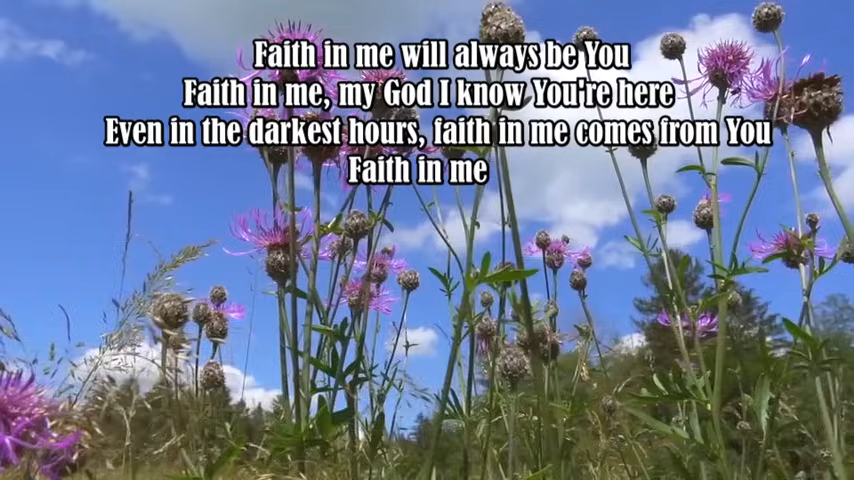 Faith in me will always be You
Faith in me, my God I know You're here
Even in the darkest hours, faith in me comes from You
Faith in me